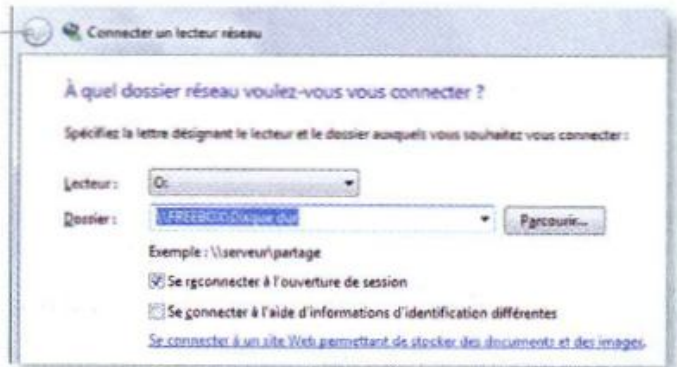 Connecter un lecteur réseau
À quel dossier réseau voulez-vous vous connecter ?
Spécifiez la lettre désignant le lecteur et le dossier auxquels vous souhaitez vous connecter :
Lecteur : O:
Dossier : \\FREEBOX\Disque dur Parcourir...
Exemple : \\serveur\partage
Se reconnecter à l'ouverture de session
Se connecter à l'aide d'informations d'identification différentes
Se connecter à un site Web permettant de stocker des documents et des images.